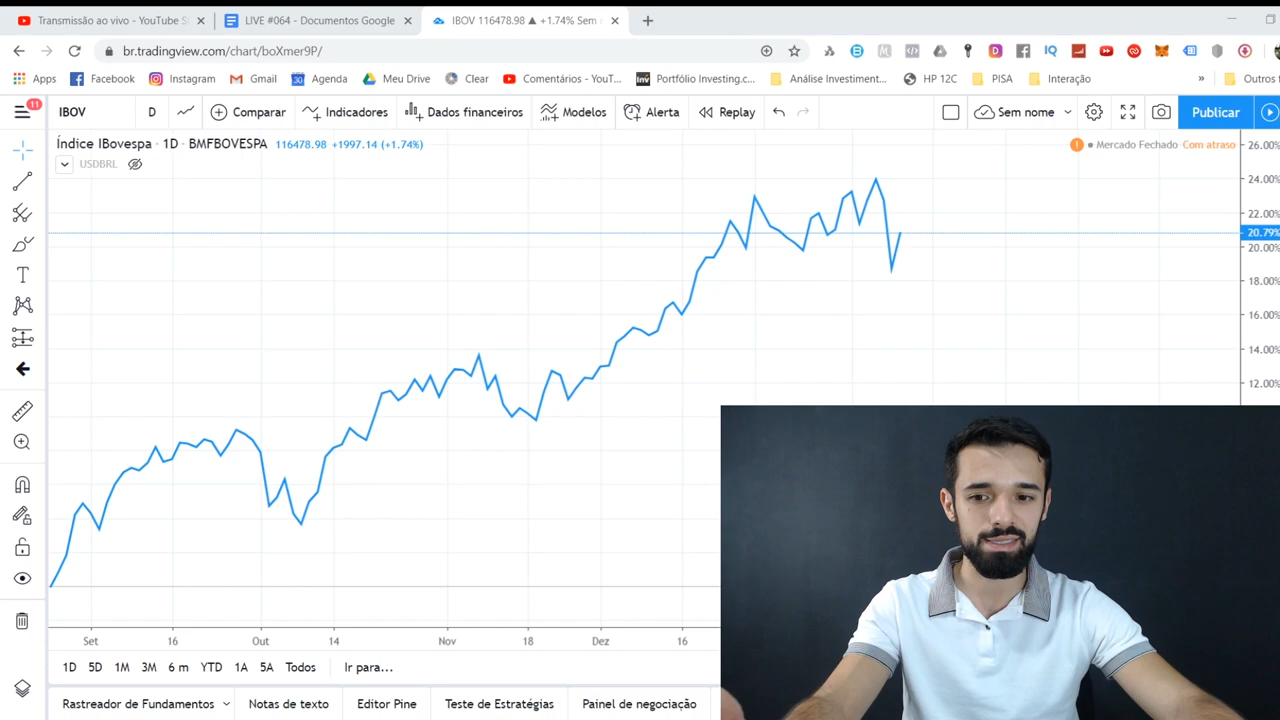 Transmissão ao vivo - YouTube S
LIVE #064 - Documentos Google
IBOV 116478.98 ▲ +1.74% Sem
br.tradingview.com/chart/boXmer9P/
Apps
Facebook
Instagram
Gmail
Agenda
Meu Drive
Clear
Comentários - YouT...
Portfólio Investing.c...
Análise Investiment...
HP 12C
PISA
Interação
»
Outros f
11
IBOV
D
Comparar
Indicadores
Dados financeiros
Modelos
Alerta
Replay
Sem nome
Publicar
Índice IBovespa · 1D · BMFBOVESPA 116478.98 +1997.14 (+1.74%)
USDBRL
Mercado Fechado Com atraso
26.00%
24.00%
22.00%
20.79%
20.00%
18.00%
16.00%
14.00%
12.00%
Set 16 Out 14 Nov 18 Dez 16
1D 5D 1M 3M 6 m YTD 1A 5A Todos Ir para...
Rastreador de Fundamentos Notas de texto Editor Pine Teste de Estratégias Painel de negociação